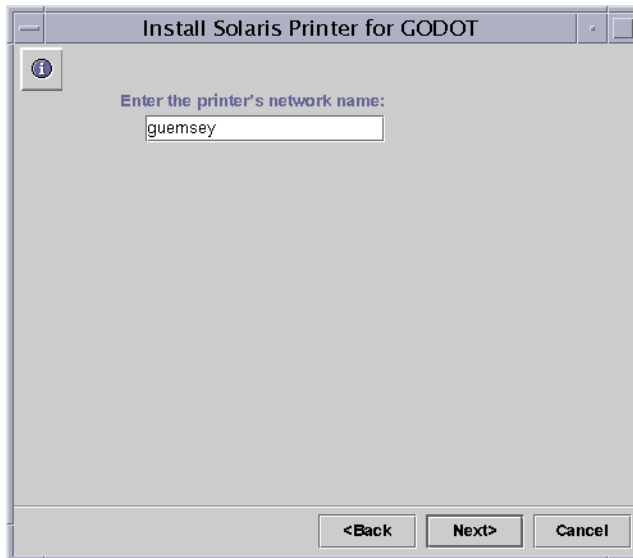 Install Solaris Printer for GODOT
Enter the printer's network name:
guernsey
<Back Next> Cancel